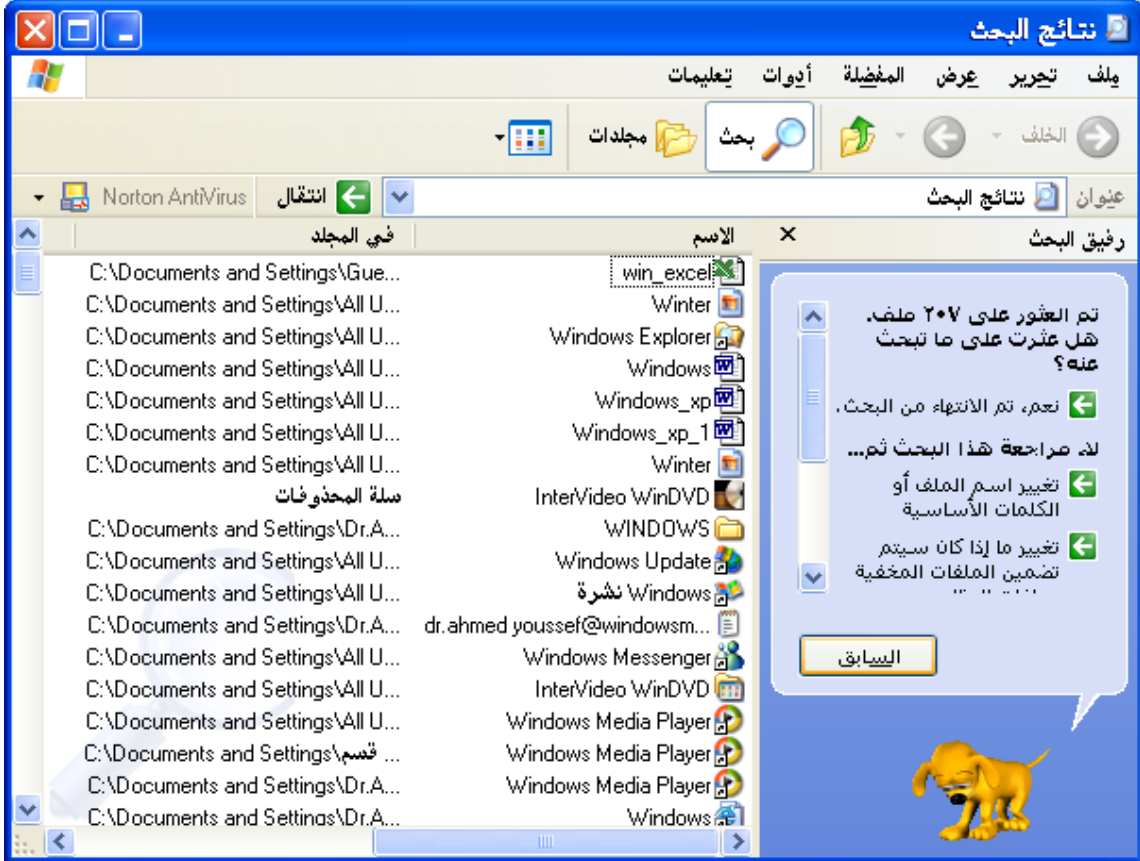 نتائج البحث
ملف تحرير عرض المفضلة أدوات تعليمات
الخلف بحث مجلدات
عنوان نتائج البحث انتقال Norton AntiVirus
رفيق البحث
تم العثور على ٢٠٧ ملف.
هل عثرت على ما تبحث
عنه؟
نعم، تم الانتهاء من البحث.
لا، مراجعة هذا البحث ثم...
تغيير اسم الملف أو
الكلمات الأساسية
تغيير ما إذا كان سيتم
تضمين الملفات المخفية
السابق
الاسم في المجلد
win_excel C:\Documents and Settings\Gue...
Winter C:\Documents and Settings\All U...
Windows Explorer C:\Documents and Settings\All U...
Windows C:\Documents and Settings\All U...
Windows_xp C:\Documents and Settings\All U...
Windows_xp_1 C:\Documents and Settings\All U...
Winter C:\Documents and Settings\All U...
InterVideo WinDVD سلة المحذوفات
WINDOWS C:\Documents and Settings\Dr.A...
Windows Update C:\Documents and Settings\All U...
نشرة Windows C:\Documents and Settings\All U...
dr.ahmed youssef@windowsm... C:\Documents and Settings\Dr.A...
Windows Messenger C:\Documents and Settings\All U...
InterVideo WinDVD C:\Documents and Settings\All U...
Windows Media Player C:\Documents and Settings\All U...
Windows Media Player C:\Documents and Settings\قسم ...
Windows Media Player C:\Documents and Settings\Dr.A...
Windows C:\Documents and Settings\Dr.A...